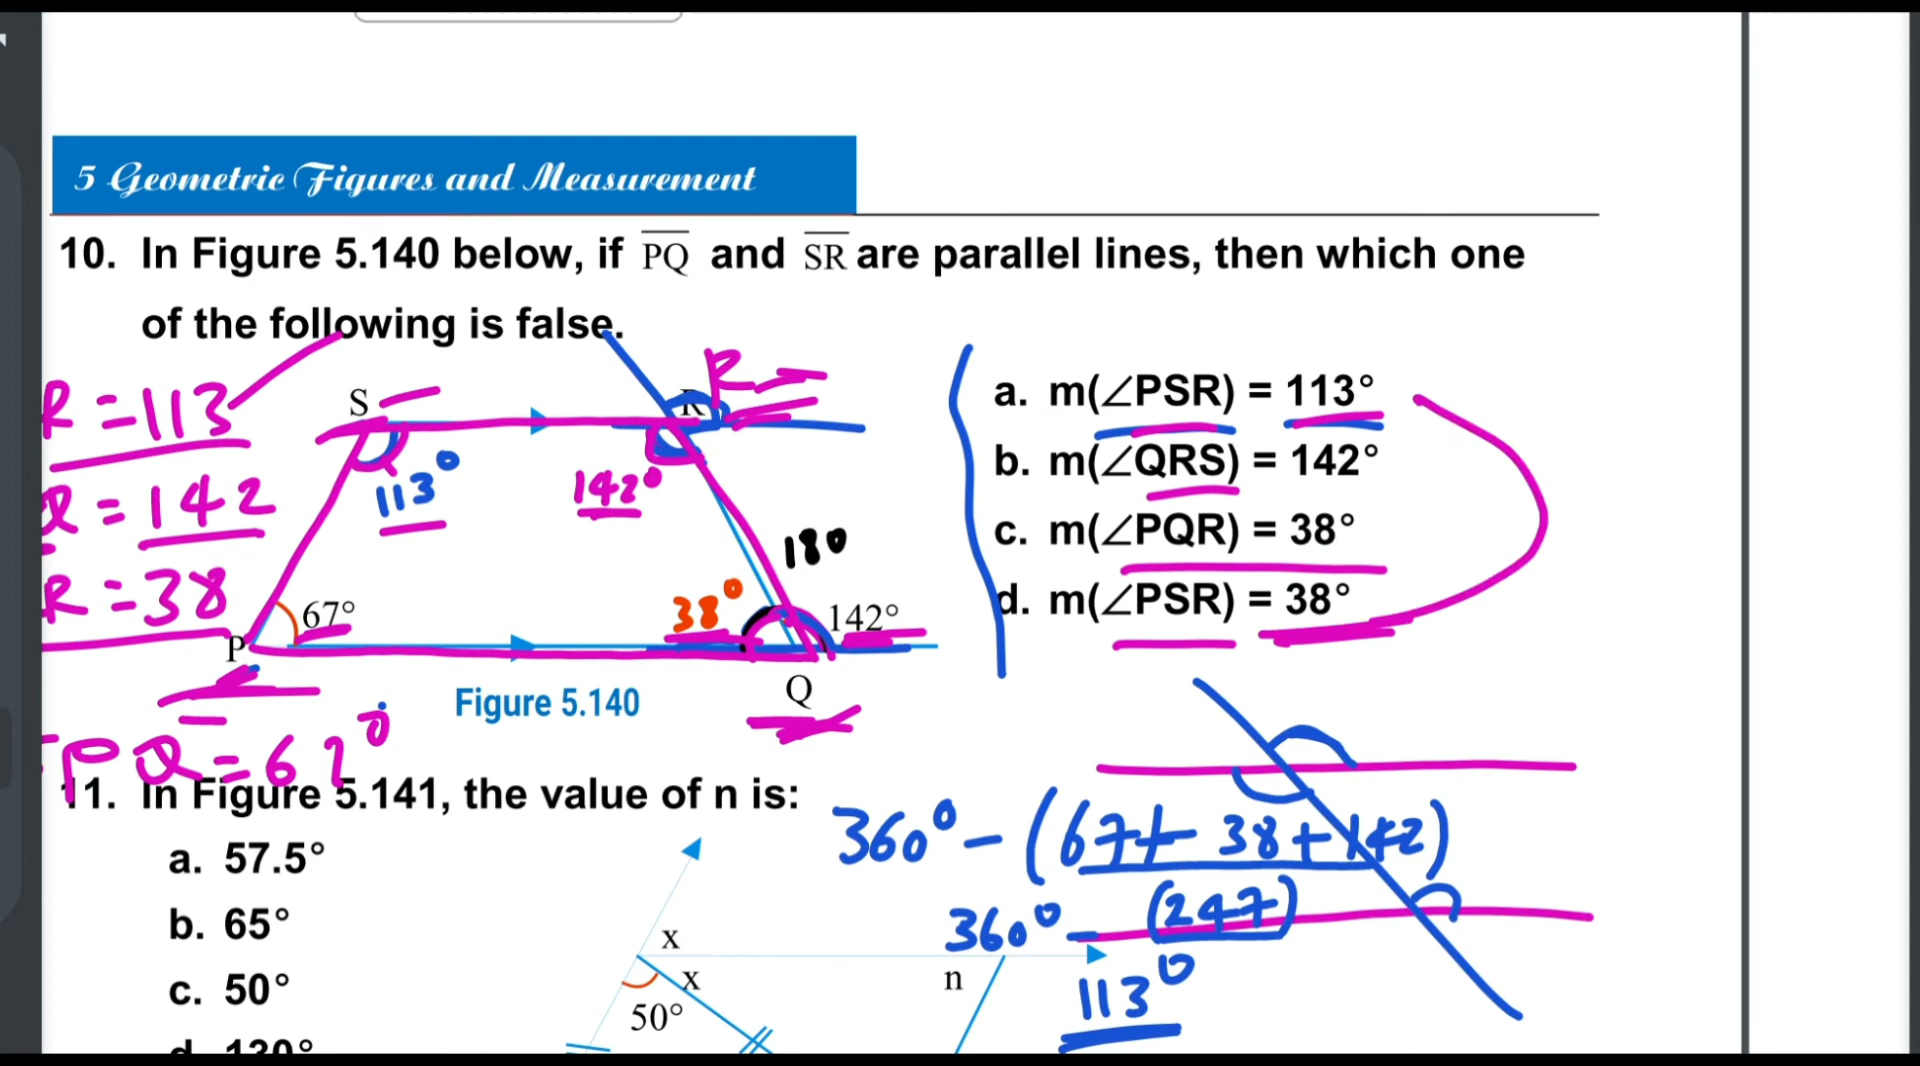 5 Geometric Figures and Measurement
10. In Figure 5.140 below, if PQ and SR are parallel lines, then which one
of the following is false.
R = 113
= 142
R = 38
S
R
R
113°
142°
180
67°
38°
142°
P
Q
Figure 5.140
a. m(∠PSR) = 113°
b. m(∠QRS) = 142°
c. m(∠PQR) = 38°
d. m(∠PSR) = 38°
PQ = 67°
11. In Figure 5.141, the value of n is:
a. 57.5°
b. 65°
c. 50°
d. 130°
x
x
50°
n
360° - (67 + 38 + 142)
360° - (247)
113°